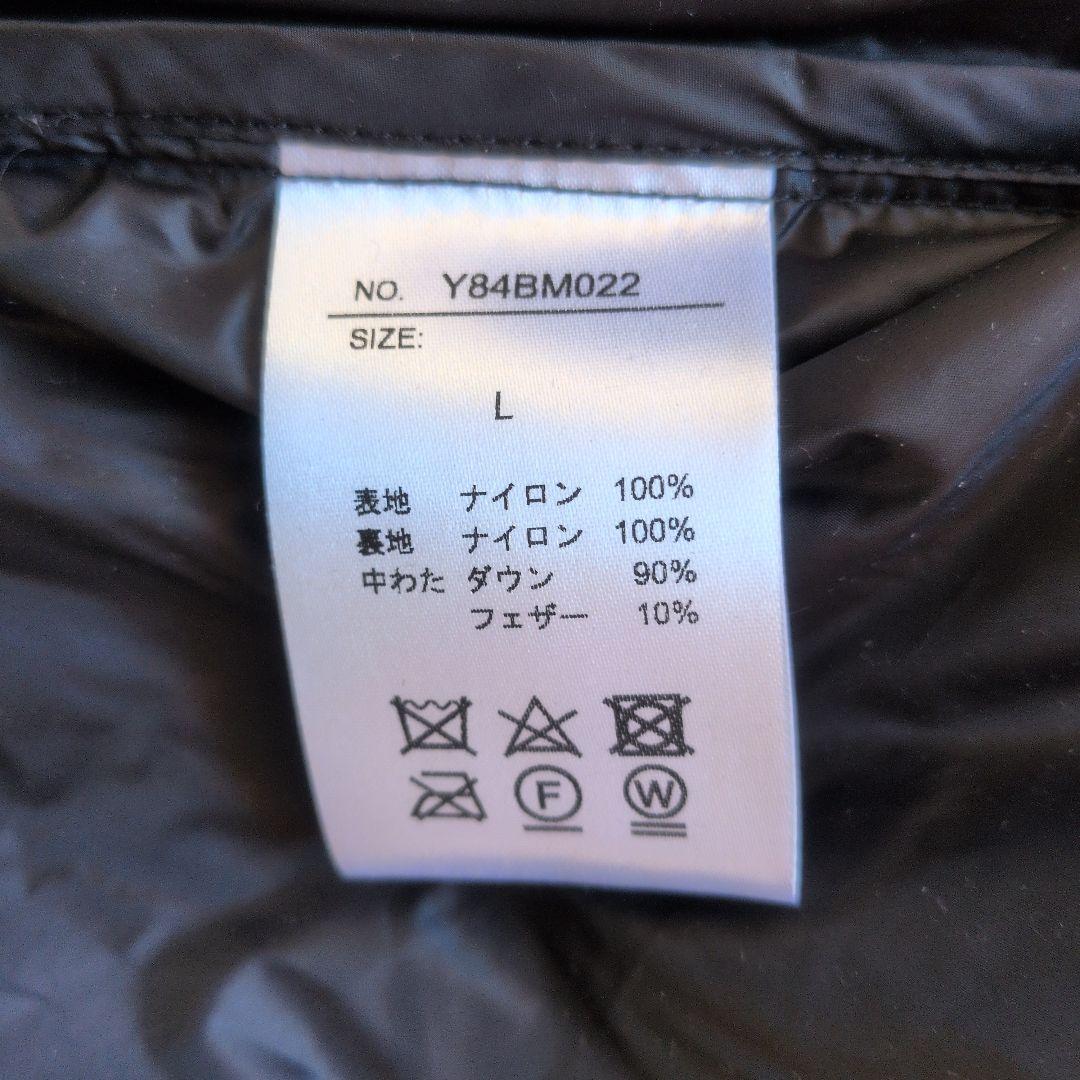 NO. Y84BM022
SIZE:
L
表地 ナイロン 100%
裏地 ナイロン 100%
中わた ダウン 90%
フェザー 10%
F W